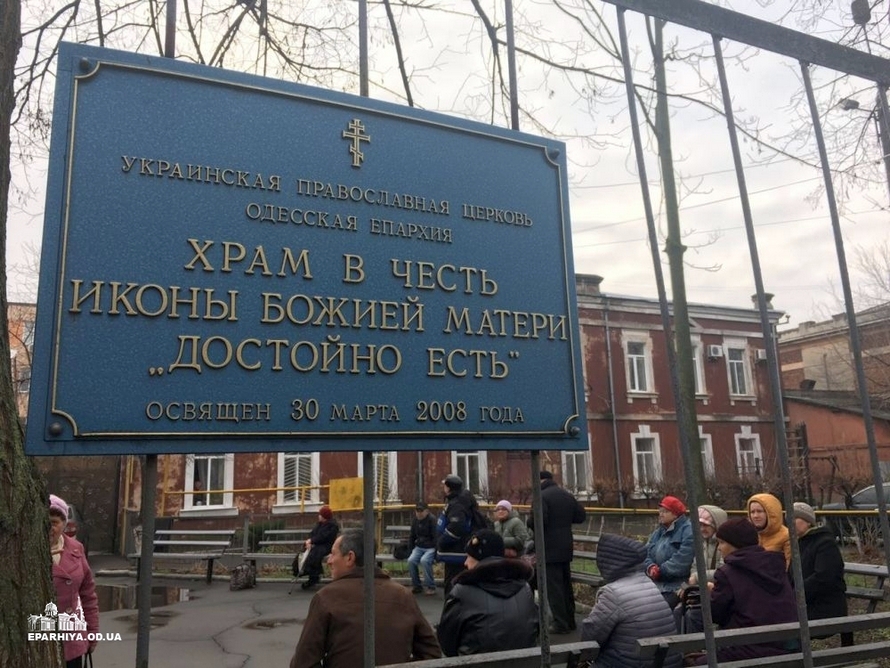 УКРАИНСКАЯ ПРАВОСЛАВНАЯ ЦЕРКОВЬ
ОДЕССКАЯ ЕПАРХИЯ
ХРАМ В ЧЕСТЬ
ИКОНЫ БОЖИЕЙ МАТЕРИ
„ДОСТОЙНО ЕСТЬ"
ОСВЯЩЕН 30 МАРТА 2008 ГОДА
EPARHIYA.OD.UA